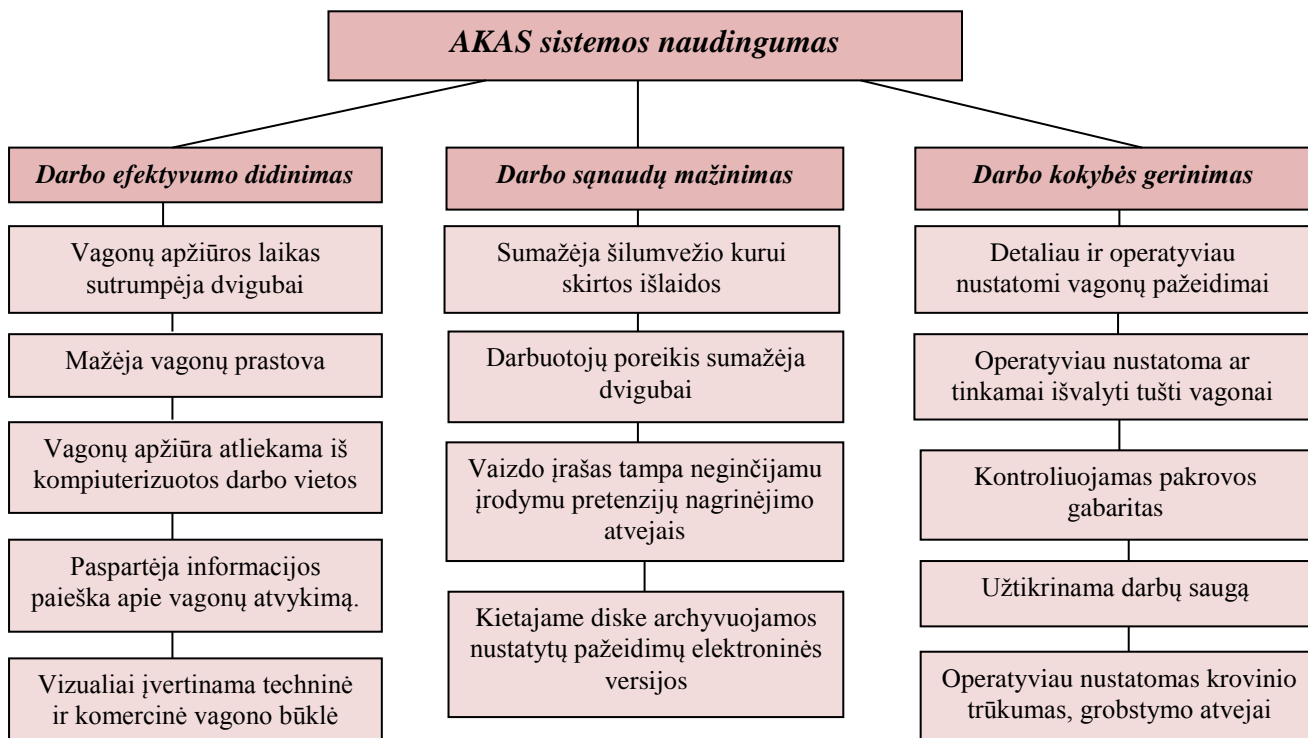 AKAS sistemos naudingumas
Darbo efektyvumo didinimas
Vagonų apžiūros laikas
sutrumpėja dvigubai
Mažėja vagonų prastova
Vagonų apžiūra atliekama iš
kompiuterizuotos darbo vietos
Paspartėja informacijos
paieška apie vagonų atvykimą.
Vizualiai įvertinama techninė
ir komercinė vagono būklė
Darbo sąnaudų mažinimas
Sumažėja šilumvežio kurui
skirtos išlaidos
Darbuotojų poreikis sumažėja
dvigubai
Vaizdo įrašas tampa neginčijamu
įrodymu pretenzijų nagrinėjimo
atvejais
Kietajame diske archyvuojamos
nustatytų pažeidimų elektroninės
versijos
Darbo kokybės gerinimas
Detaliau ir operatyviau
nustatomi vagonų pažeidimai
Operatyviau nustatoma ar
tinkamai išvalyti tušti vagonai
Kontroliuojamas pakrovos
gabaritas
Užtikrinama darbų saugą
Operatyviau nustatomas krovinio
trūkumas, grobstymo atvejai